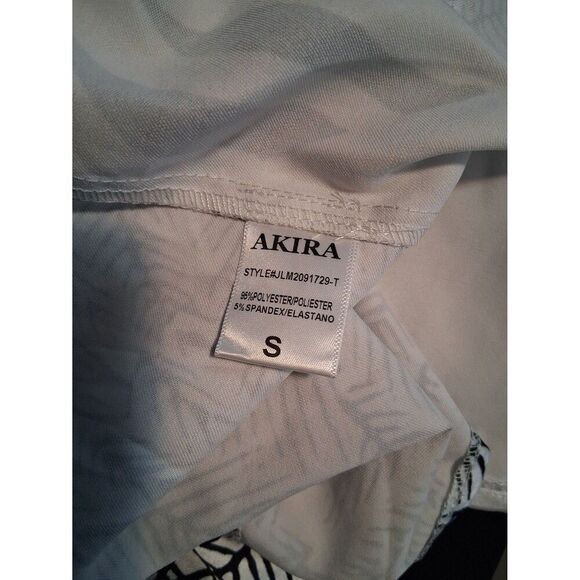 AKIRA
STYLE#JLM2091729-T
95%POLYESTER/POLIESTER
5%SPANDEX/ELASTANO
S